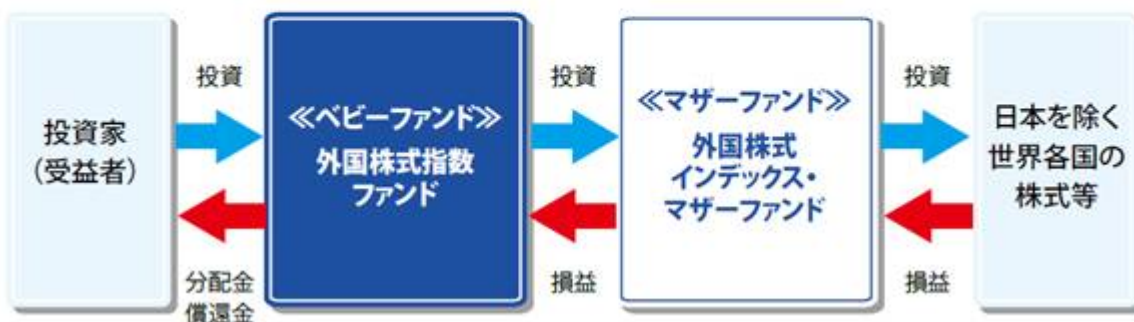 投資家
(受益者)
投資
分配金
償還金
≪ベビーファンド≫
外国株式指数
ファンド
投資
損益
≪マザーファンド≫
外国株式
インデックス・
マザーファンド
投資
損益
日本を除く
世界各国の
株式等